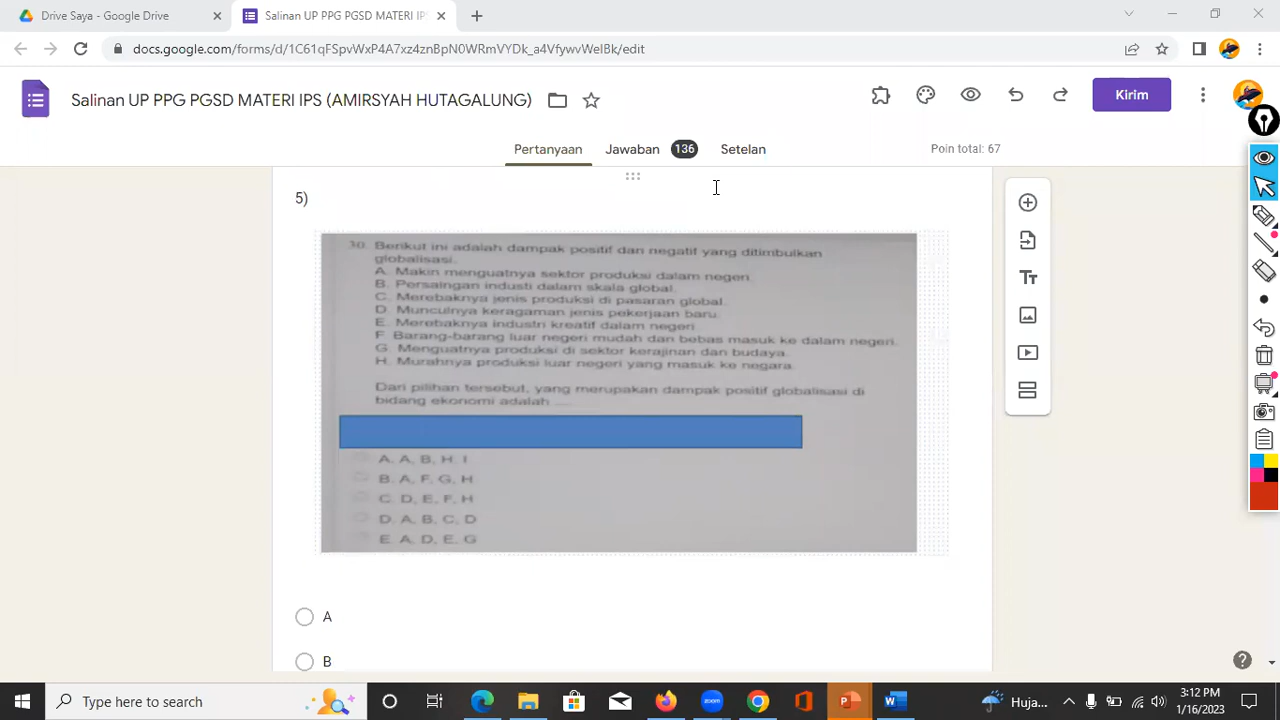 Drive Saya - Google Drive
Salinan UP PPG PGSD MATERI IPS
docs.google.com/forms/d/1C61qFSpvWxP4A7xz4znBpN0WRmVYDk_a4VfywvWelBk/edit
Salinan UP PPG PGSD MATERI IPS (AMIRSYAH HUTAGALUNG)
Kirim
Pertanyaan Jawaban 136 Setelan Poin total: 67
5)
30. Berikut ini adalah dampak positif dan negatif yang ditimbulkan
globalisasi.
A. Makin menguatnya sektor produksi dalam negeri.
B. Persaingan industi dalam skala global.
C. Merebaknya jenis produksi di pasaran global.
D. Munculnya keragaman jenis pekerjaan baru.
E. Merebaknya industri kreatif dalam negeri
F. Barang-barang luar negeri mudah dan bebas masuk ke dalam negeri.
G. Menguatnya produksi di sektor kerajinan dan budaya.
H. Murahnya produksi luar negeri yang masuk ke negara.
Dari pilihan tersebut, yang merupakan dampak positif globalisasi di
bidang ekonomi adalah ....
A. A, B, H, I
B. A, F, G, H
C. D, E, F, H
D. A, B, C, D
E. A, D, E, G
A
B
Tt
Type here to search
Huja...
3:12 PM
1/16/2023